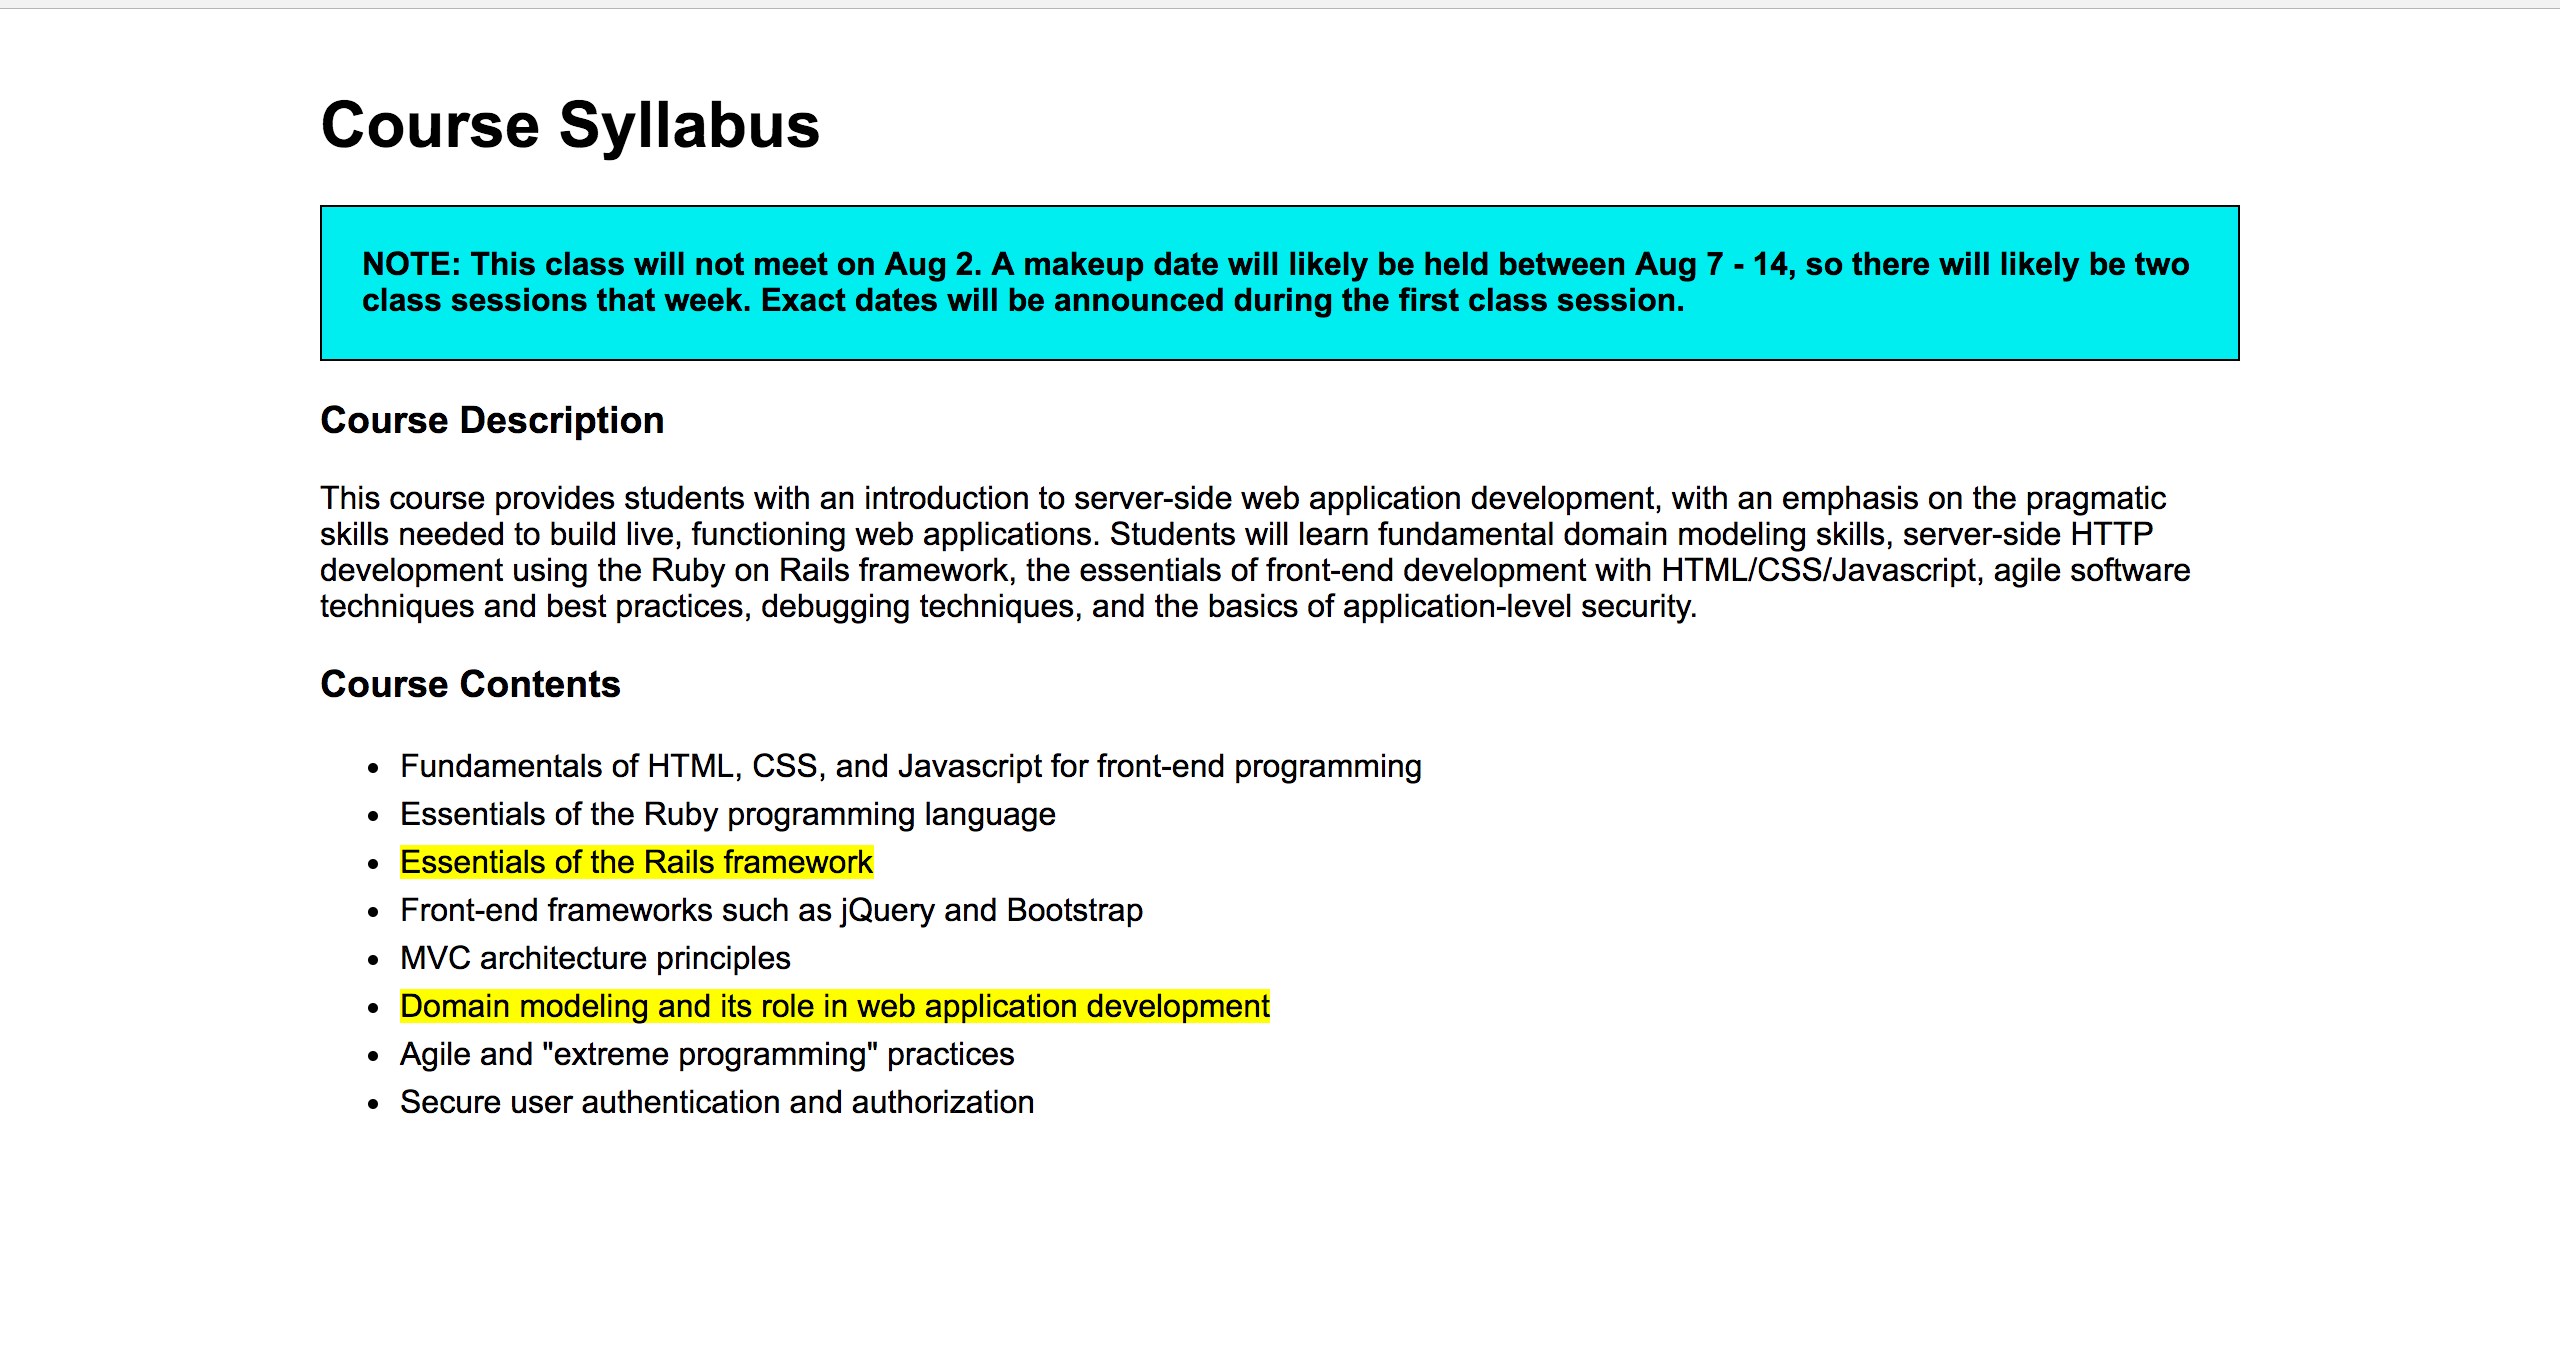 Course Syllabus
NOTE: This class will not meet on Aug 2. A makeup date will likely be held between Aug 7 - 14, so there will likely be two
class sessions that week. Exact dates will be announced during the first class session.
Course Description
This course provides students with an introduction to server-side web application development, with an emphasis on the pragmatic
skills needed to build live, functioning web applications. Students will learn fundamental domain modeling skills, server-side HTTP
development using the Ruby on Rails framework, the essentials of front-end development with HTML/CSS/Javascript, agile software
techniques and best practices, debugging techniques, and the basics of application-level security.
Course Contents
• Fundamentals of HTML, CSS, and Javascript for front-end programming
• Essentials of the Ruby programming language
• Essentials of the Rails framework
• Front-end frameworks such as jQuery and Bootstrap
• MVC architecture principles
• Domain modeling and its role in web application development
• Agile and "extreme programming" practices
• Secure user authentication and authorization